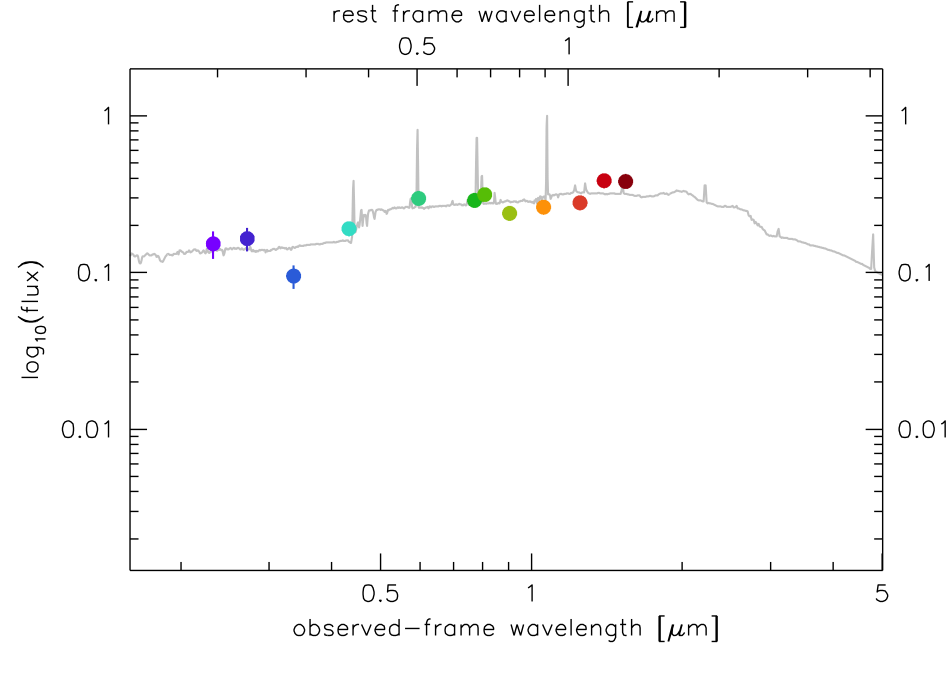 rest frame wavelength [μm]
0.5 1
1 1
0.1 0.1
0.01 0.01
log10(flux)
0.5 1 5
observed-frame wavelength [μm]